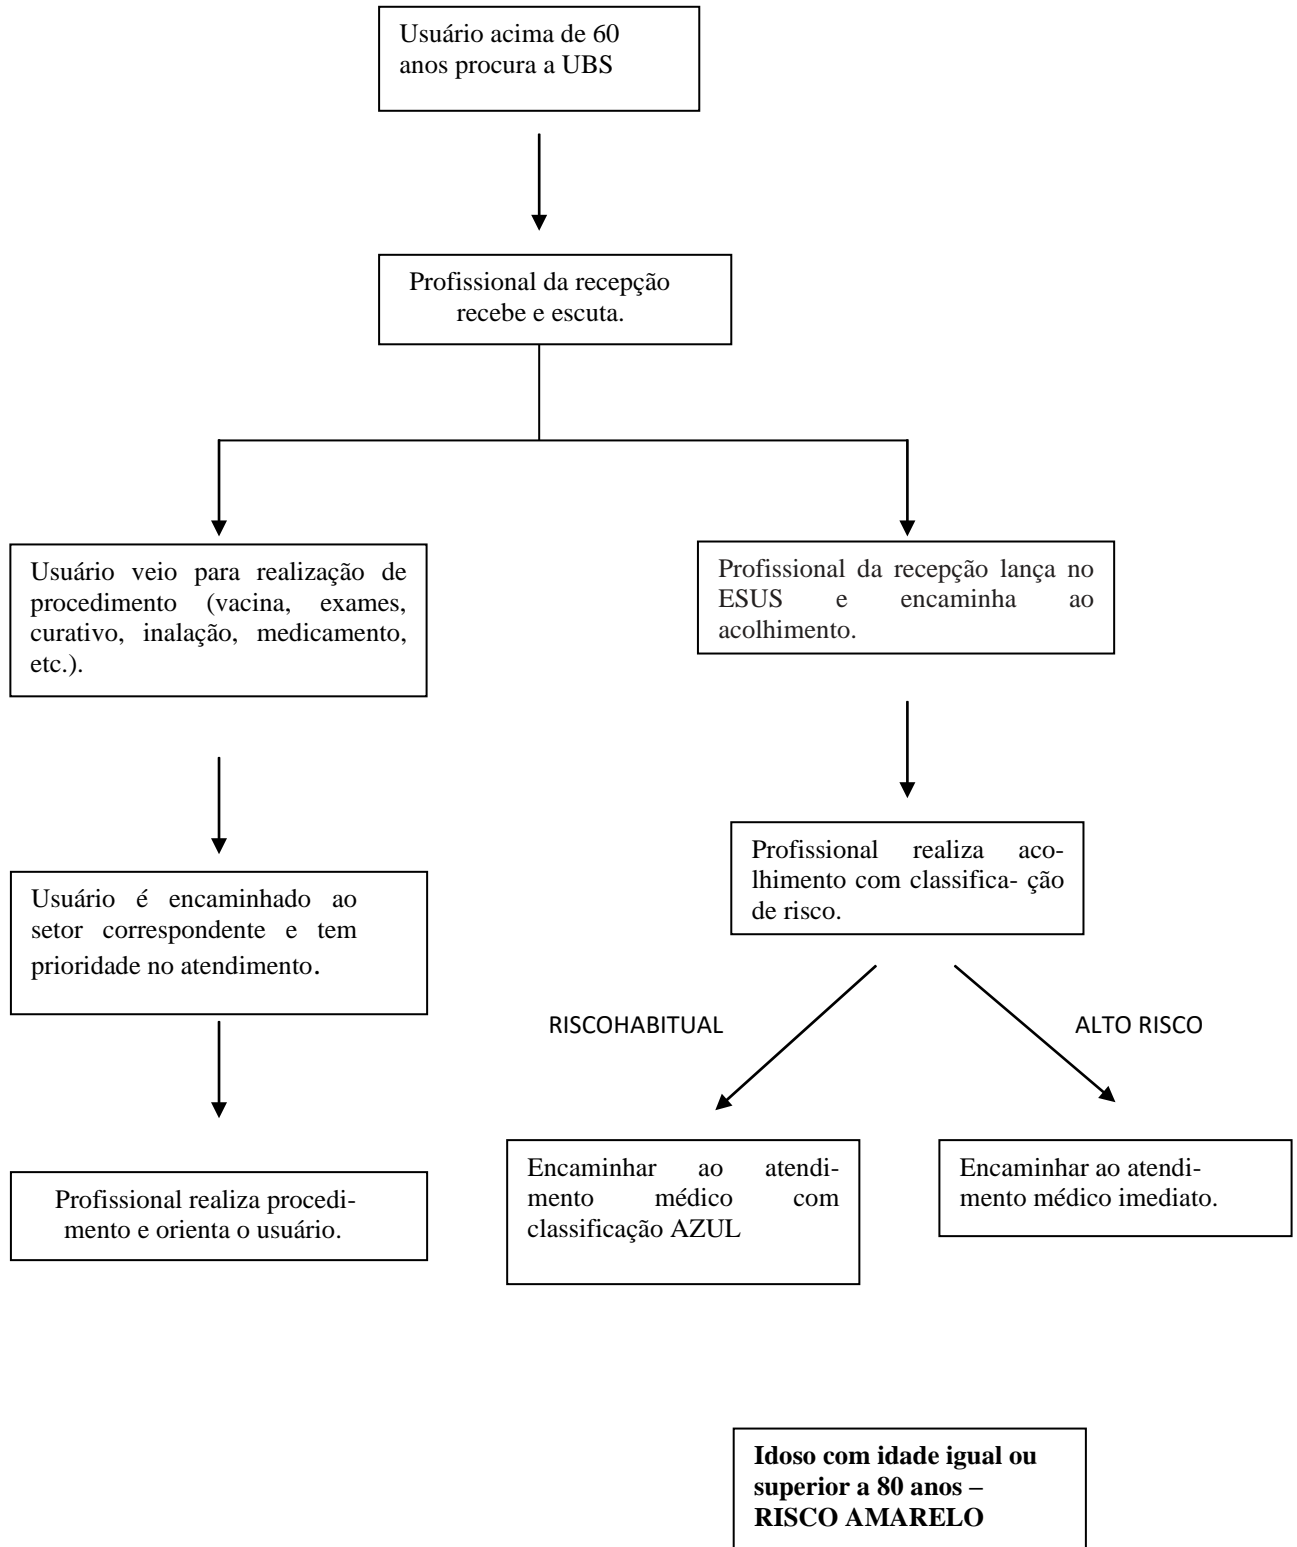 Usuário acima de 60
anos procura a UBS
Profissional da recepção
recebe e escuta.
Usuário veio para realização de
procedimento (vacina, exames,
curativo, inalação, medicamento,
etc.).
Profissional da recepção lança no
ESUS e encaminha ao
acolhimento.
Usuário é encaminhado ao
setor correspondente e tem
prioridade no atendimento.
Profissional realiza aco-
lhimento com classifica- ção
de risco.
RISCOHABITUAL
ALTO RISCO
Profissional realiza procedi-
mento e orienta o usuário.
Encaminhar ao atendi-
mento médico com
classificação AZUL
Encaminhar ao atendi-
mento médico imediato.
Idoso com idade igual ou
superior a 80 anos –
RISCO AMARELO